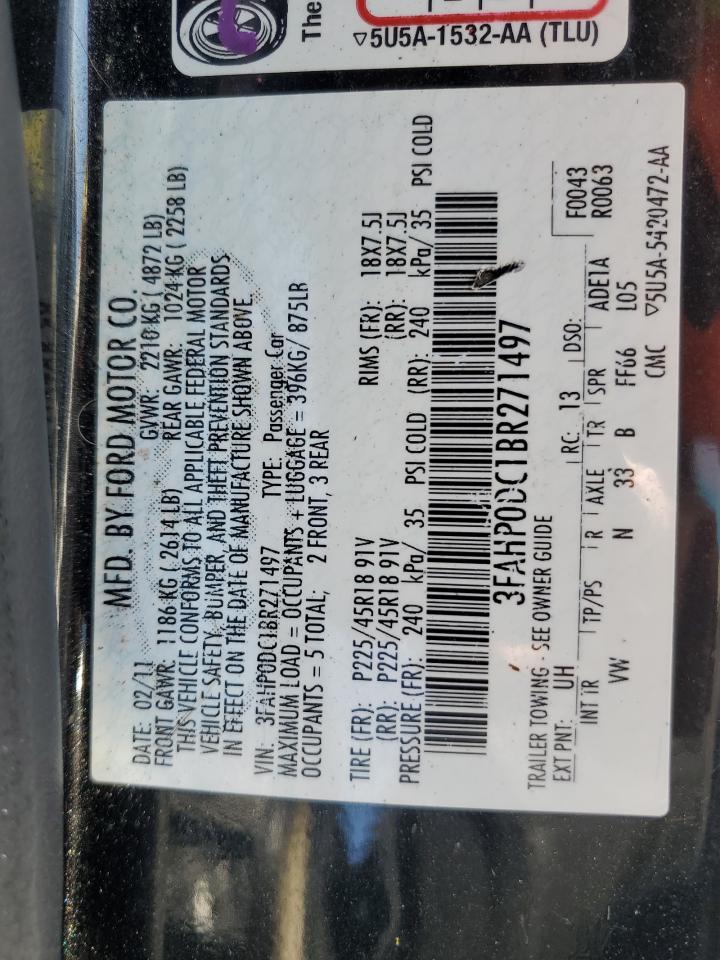 The
▽5U5A-1532-AA (TLU)
MFD. BY FORD MOTOR CO.
DATE: 02/11 GVWR: 2210 KG ( 4872 LB)
FRONT GAWR: 1186 KG ( 2614 LB) REAR GAWR: 1024 KG ( 2258 LB)
THIS VEHICLE CONFORMS TO ALL APPLICABLE FEDERAL MOTOR
VEHICLE SAFETY, BUMPER, AND THEFT PREVENTION STANDARDS
IN EFFECT ON THE DATE OF MANUFACTURE SHOWN ABOVE.
VIN: 3FAHP0DC1BR271497 TYPE: Passenger Car
MAXIMUM LOAD = OCCUPANTS + LUGGAGE = 396KG/ 875LB
OCCUPANTS = 5 TOTAL; 2 FRONT, 3 REAR
TIRE (FR): P225/45R18 91V RIMS (FR): 18X7.5J
(RR): P225/45R18 91V (RR): 18X7.5J
PRESSURE (FR): 240 kPa/ 35 PSI COLD (RR): 240 kPa/ 35 PSI COLD
3FAHP0DC1BR271497
TRAILER TOWING - SEE OWNER GUIDE
EXT PNT: UH RC: 13 DSO: F0043
R0063
INT TR TP/PS R AXLE TR SPR ADE1A
VW N 33 B FF66 L05
CMC ▽5U5A-5420472-AA